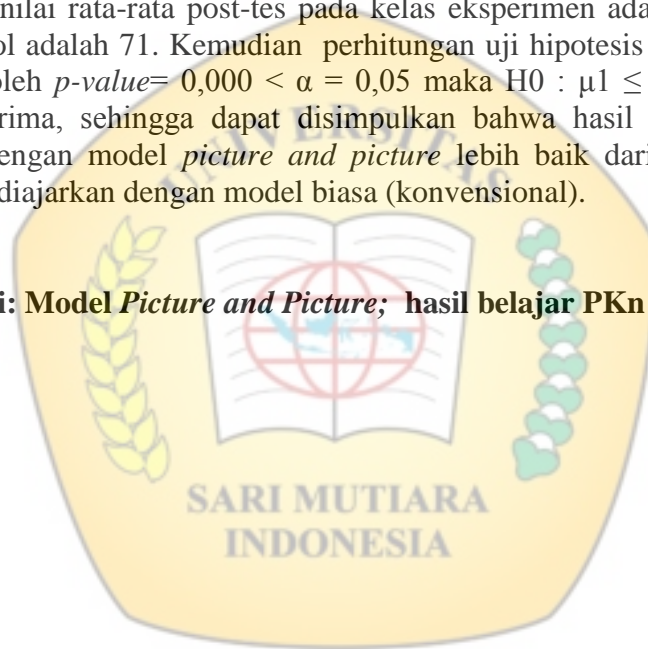 nilai rata-rata post-tes pada kelas eksperimen ada
ol adalah 71. Kemudian perhitungan uji hipotesis
oleh p-value= 0,000 < α = 0,05 maka H0 : μ1 ≤
rima, sehingga dapat disimpulkan bahwa hasil
engan model picture and picture lebih baik dari
diajarkan dengan model biasa (konvensional).
UNIVERSITAS
i: Model Picture and Picture; hasil belajar PKn
SARI MUTIARA
INDONESIA